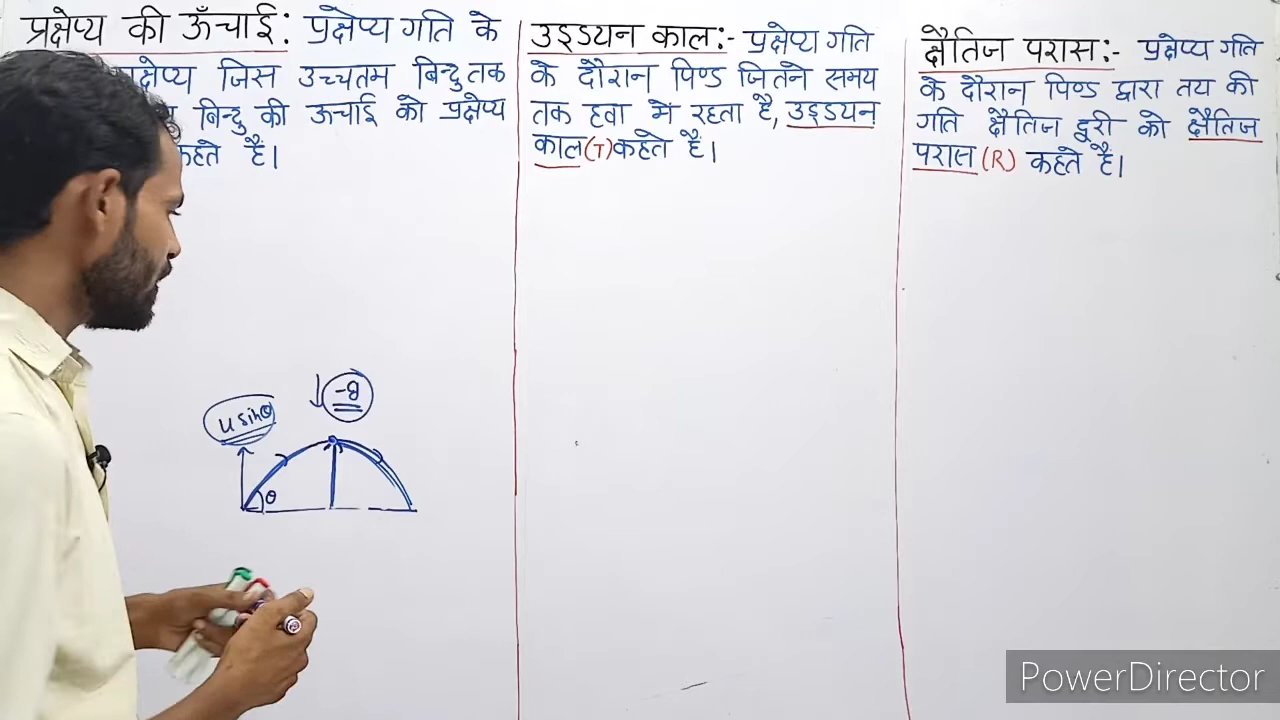 प्रक्षेप्य की ऊँचाई: प्रक्षेप्य गति के
प्रक्षेप्य जिस उच्चतम बिन्दु तक
बिन्दु की ऊचाई को प्रक्षेप्य
कहते हैं।
-g
u sinθ
θ
उड्डयन काल:- प्रक्षेप्य गति
के दौरान पिण्ड जितने समय
तक हवा में रहता है, उड्डयन
काल(T)कहते हैं।
क्षैतिज परास:- प्रक्षेप्य गति
के दौरान पिण्ड द्वारा तय की
गति क्षैतिज दूरी को क्षैतिज
परास (R) कहते हैं।
PowerDirector